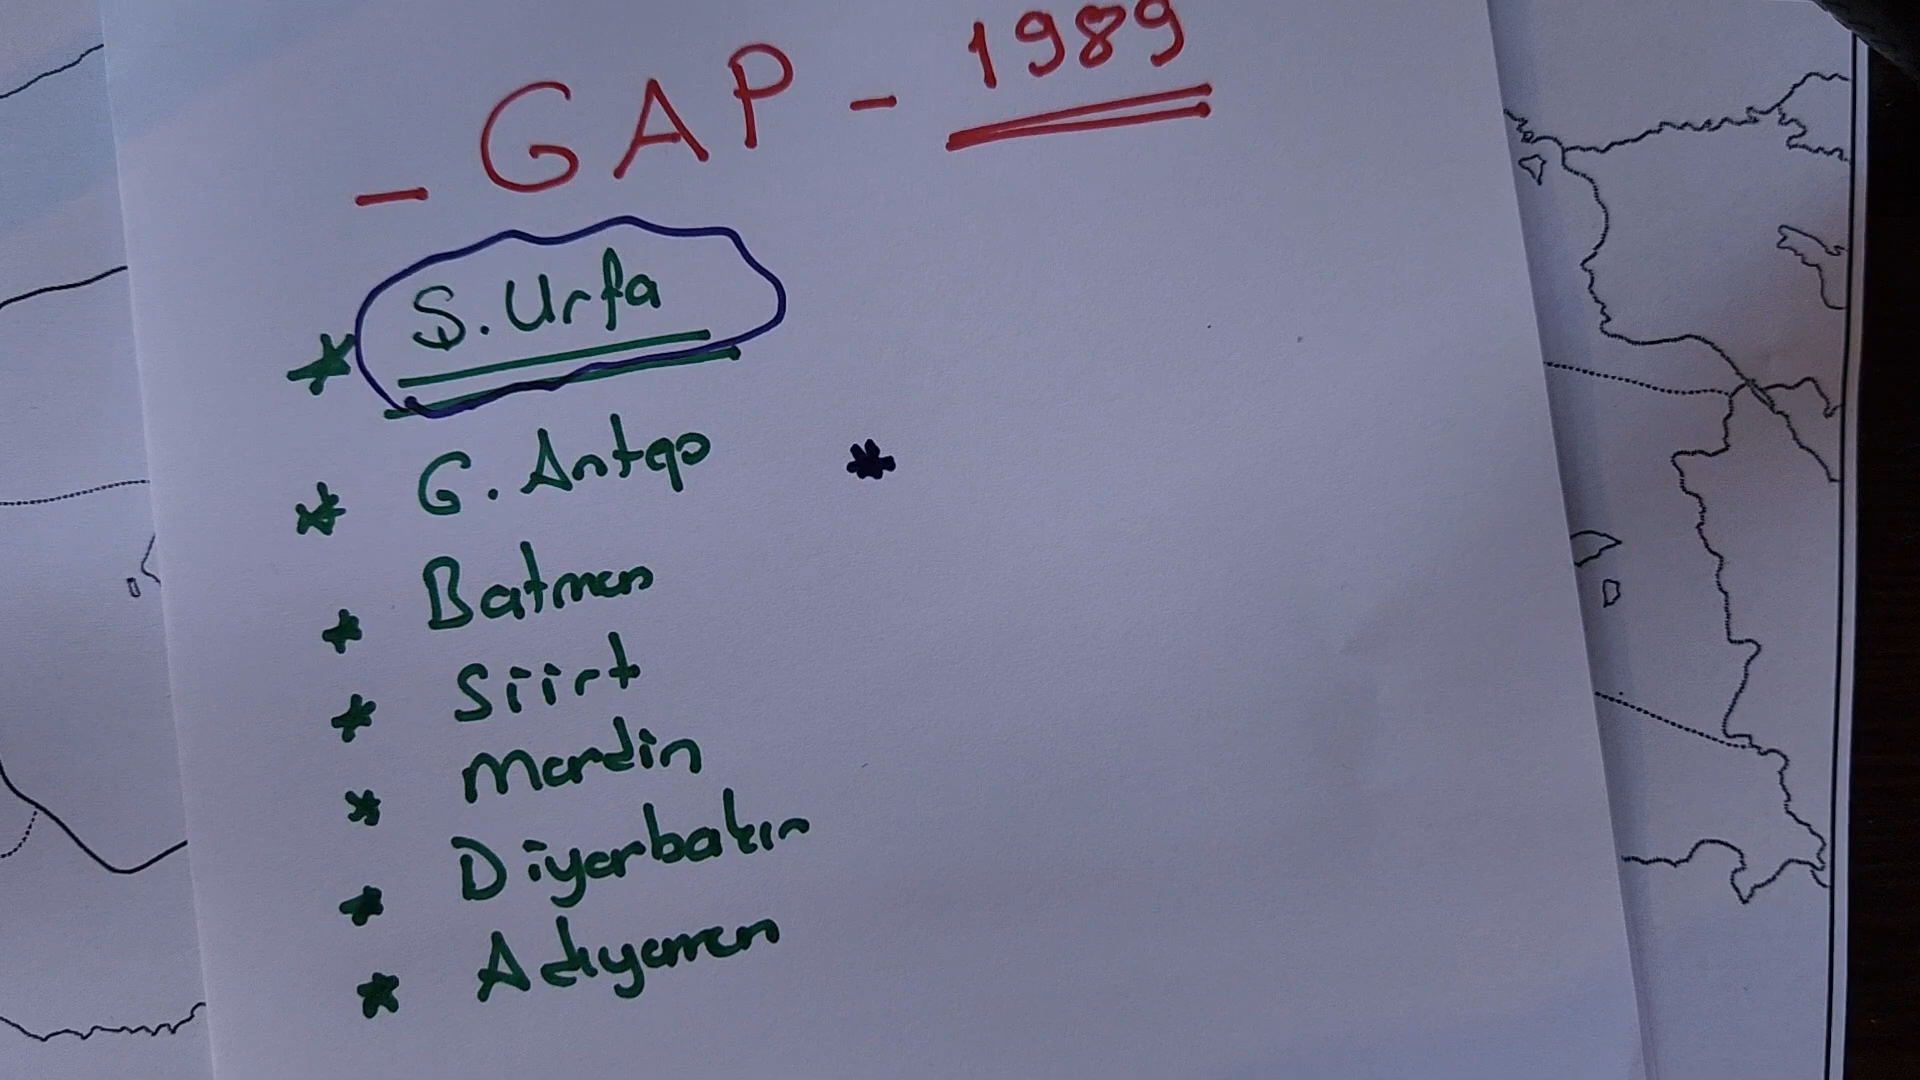 - GAP - 1989
* Ş. Urfa
* G. Antep *
* Batman
* Siirt
* Mardin
* Diyarbakır
* Adıyaman